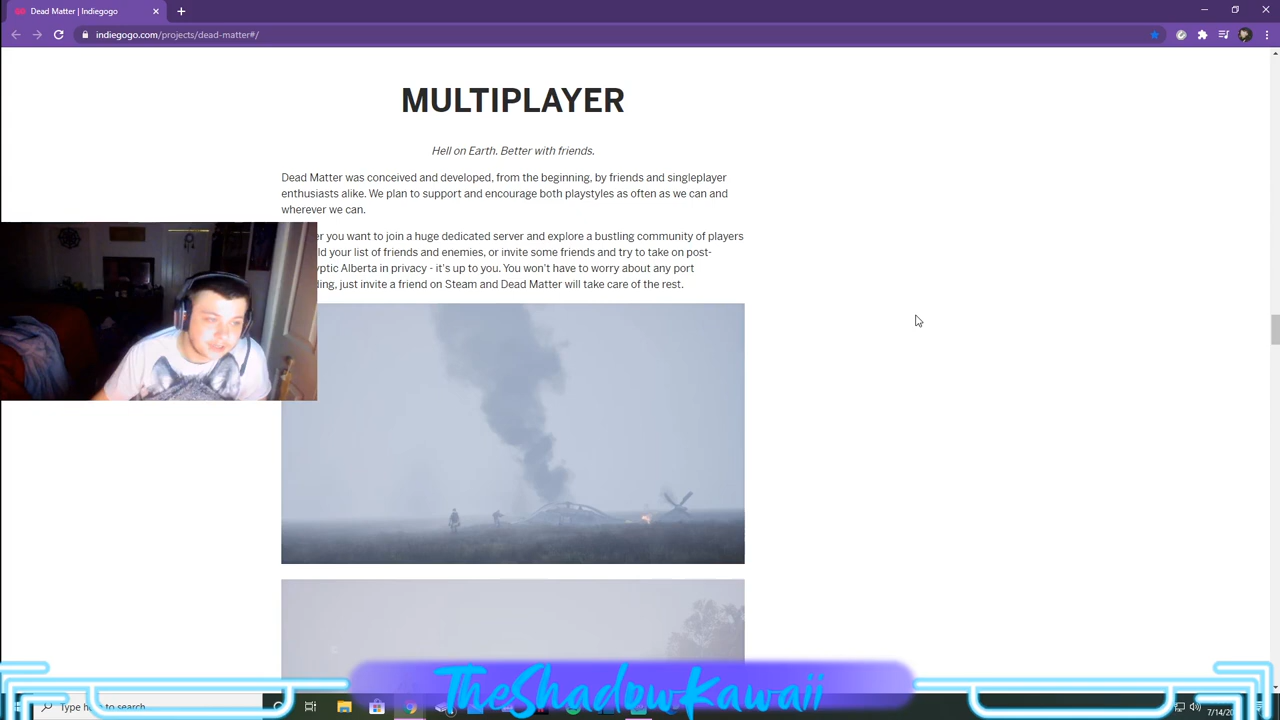 Dead Matter | Indiegogo
indiegogo.com/projects/dead-matter#/
MULTIPLAYER
Hell on Earth. Better with friends.
Dead Matter was conceived and developed, from the beginning, by friends and singleplayer
enthusiasts alike. We plan to support and encourage both playstyles as often as we can and
wherever we can.
you want to join a huge dedicated server and explore a bustling community of players
your list of friends and enemies, or invite some friends and try to take on post-
Alberta in privacy - it's up to you. You won't have to worry about any port
just invite a friend on Steam and Dead Matter will take care of the rest.
TheShadowKawaii
Type here to search
7/14/20